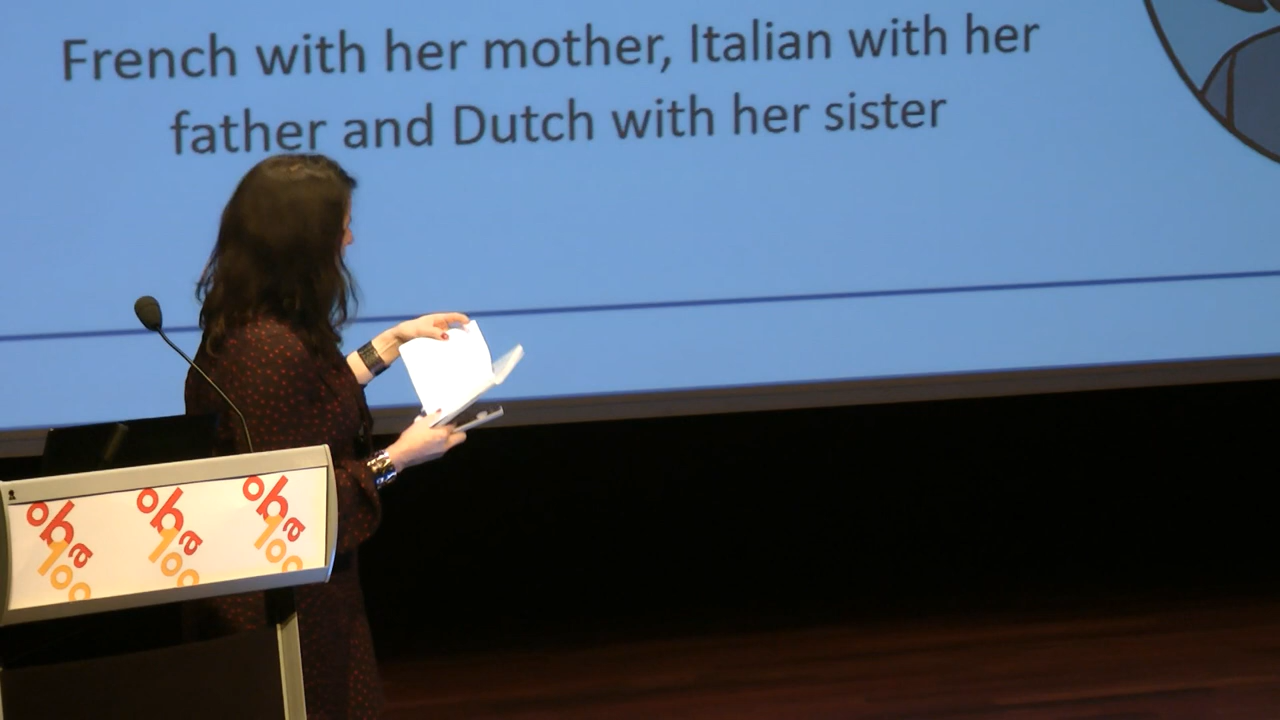 French with her mother, Italian with her
father and Dutch with her sister
oba
100
oba
100
oba
100